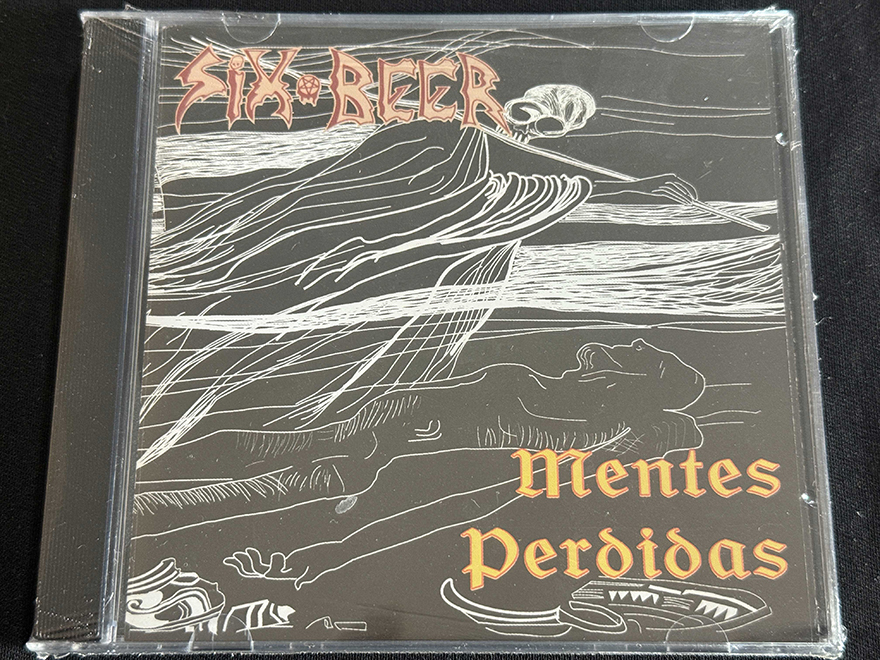 SiX BEER
Mentes
Perdidas